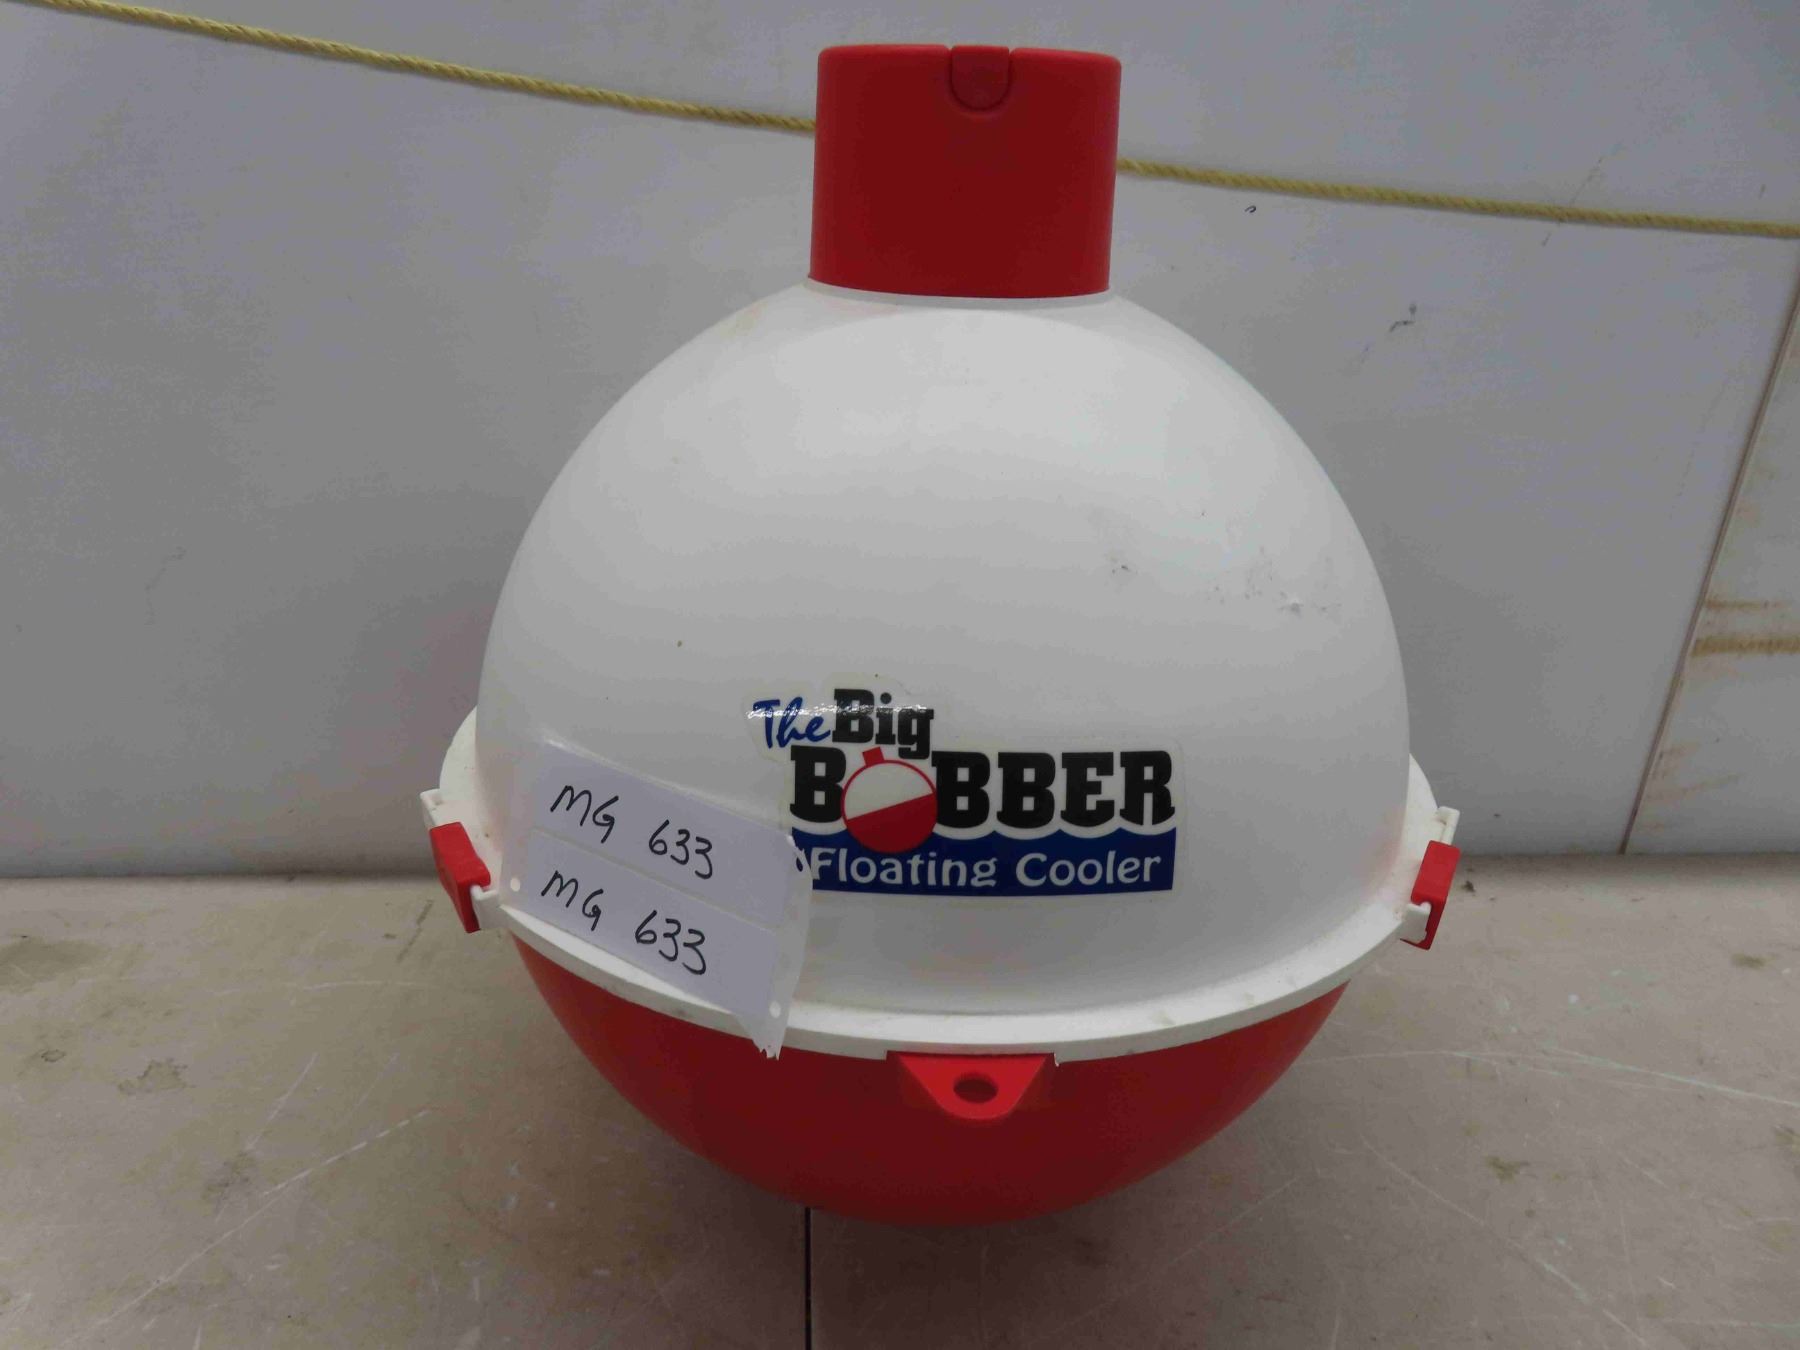 The Big
BOBBER
Floating Cooler
MG 633
MG 633